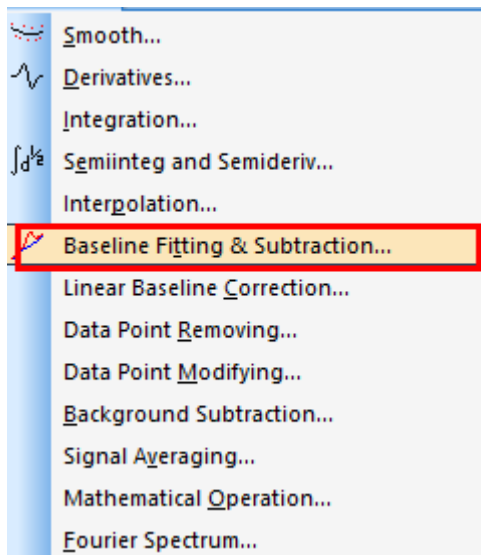 Smooth...
Derivatives...
Integration...
Semiinteg and Semideriv...
Interpolation...
Baseline Fitting & Subtraction...
Linear Baseline Correction...
Data Point Removing...
Data Point Modifying...
Background Subtraction...
Signal Averaging...
Mathematical Operation...
Fourier Spectrum...